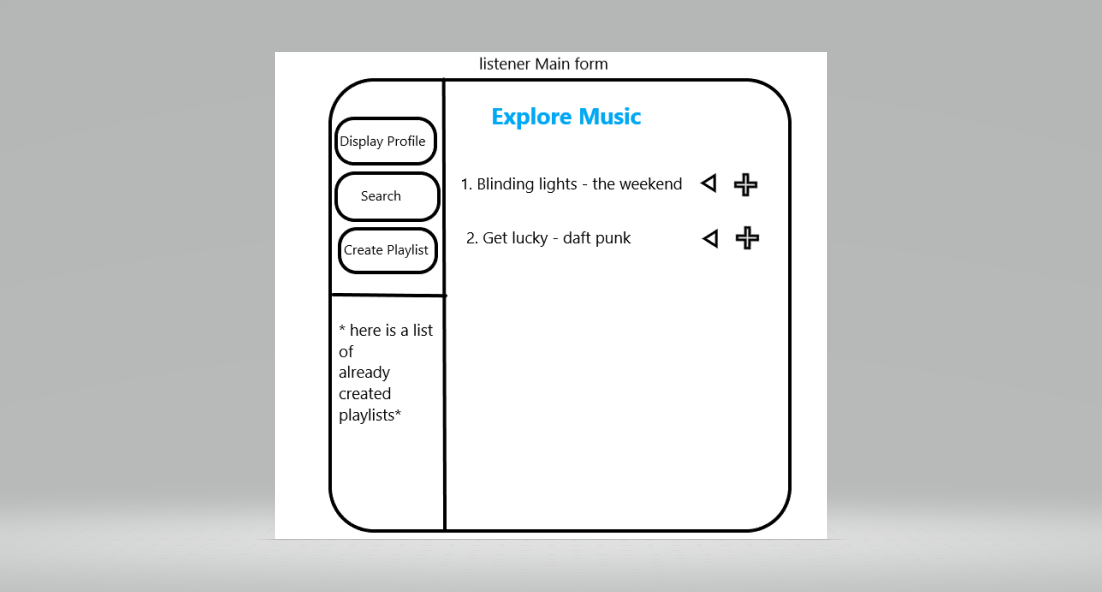 listener Main form
Display Profile
Search
Create Playlist
* here is a list
of
already
created
playlists*
Explore Music
1. Blinding lights - the weekend
2. Get lucky - daft punk